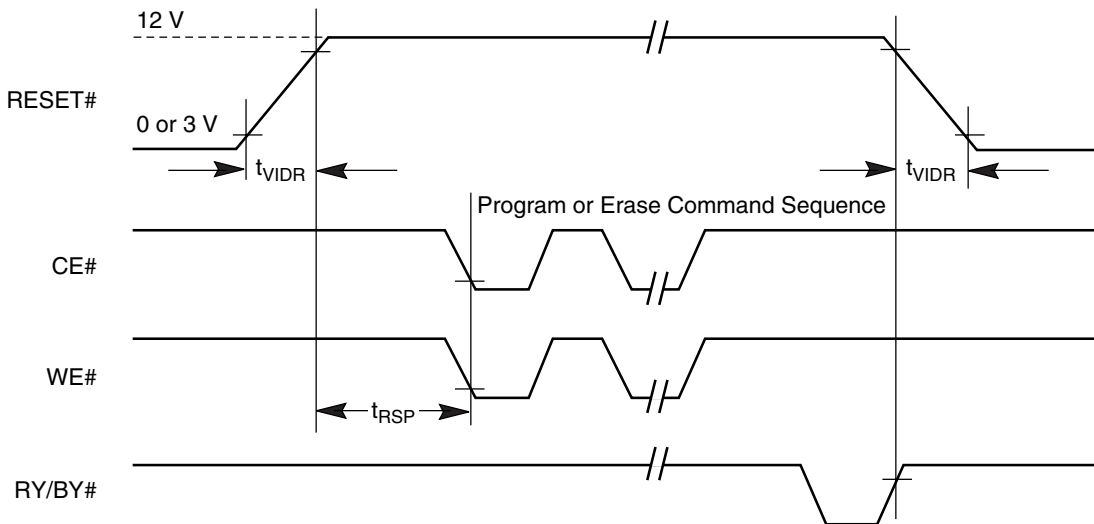 12 V
RESET#
0 or 3 V
tVIDR
tVIDR
Program or Erase Command Sequence
CE#
WE#
tRSP
RY/BY#